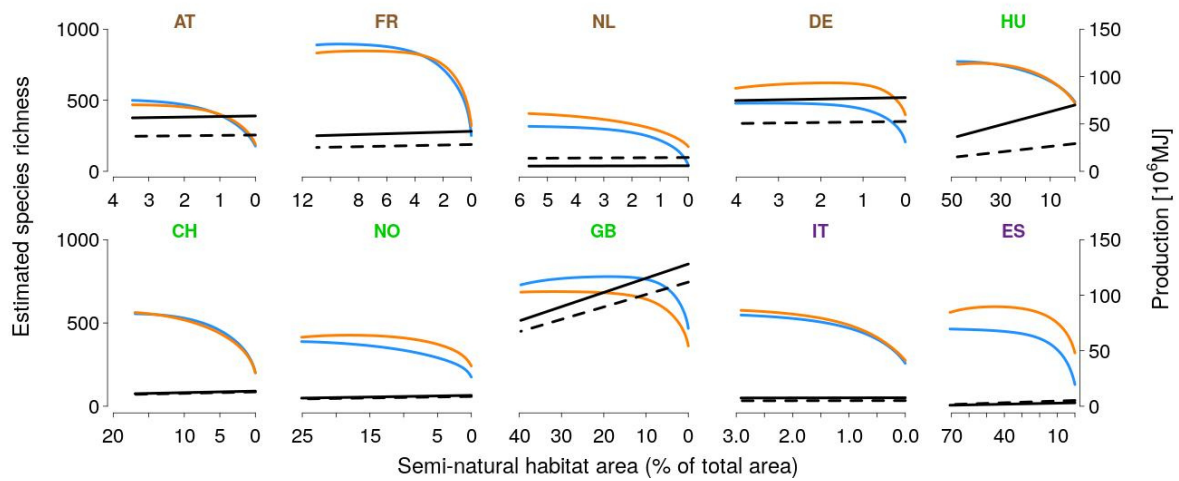 AT FR NL DE HU
1000 150
100
500
50
0 0
4 3 2 1 0 12 8 6 4 2 0 6 5 4 3 2 1 0 4 3 2 1 0 50 30 10
CH NO GB IT ES
1000 150
100
500
50
0 0
20 10 5 0 25 15 5 0 40 30 20 10 0 3.0 2.0 1.0 0.0 70 40 10
Semi-natural habitat area (% of total area)
Estimated species richness
Production [10⁶MJ]